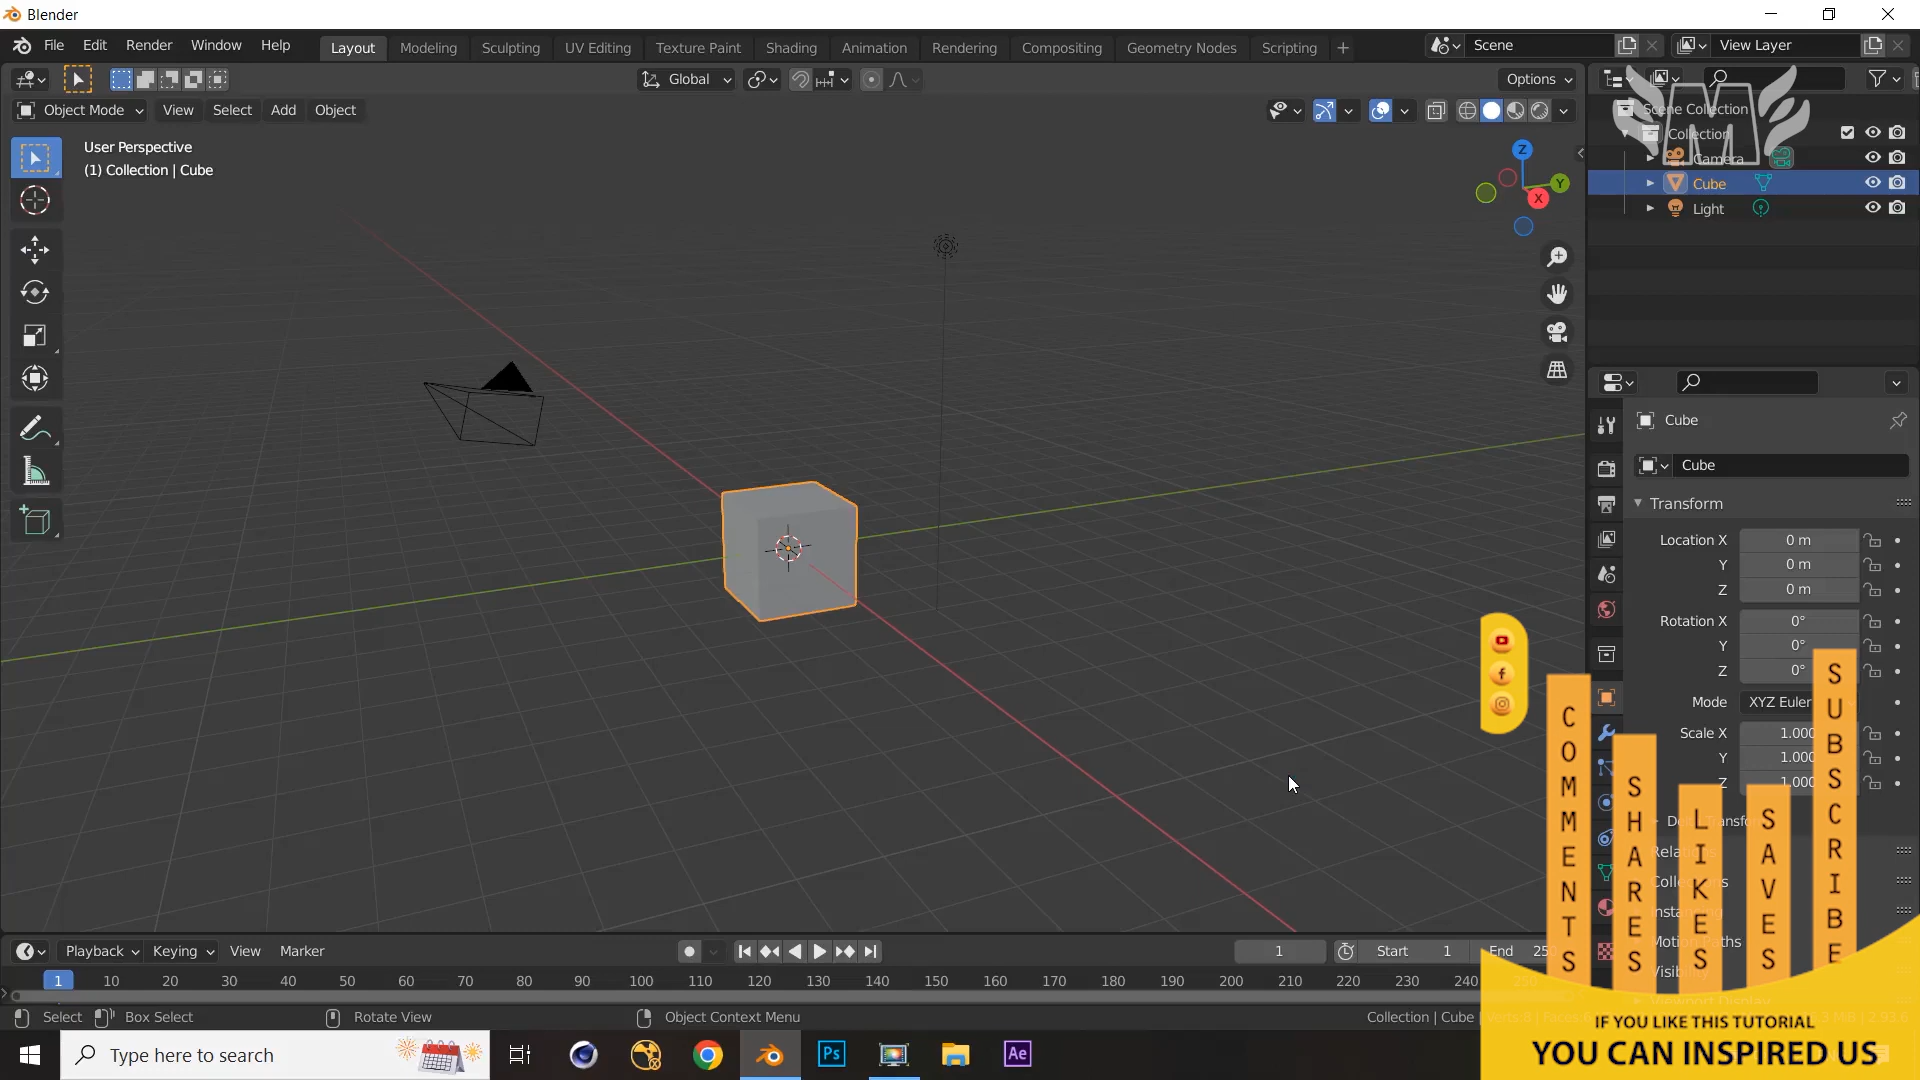 Blender
File Edit Render Window Help Layout Modeling Sculpting UV Editing Texture Paint Shading Animation Rendering Compositing Geometry Nodes Scripting + Scene View Layer
Global Options
Object Mode View Select Add Object
User Perspective
(1) Collection | Cube
Z
Y
X
Scene Collection
Collection
Camera
Cube
Light
M
Cube
Cube
Transform
Location X 0 m
Y 0 m
Z 0 m
Rotation X 0°
Y 0°
Z 0°
Mode XYZ Euler
Scale X 1.000
Y 1.000
Z 1.000
Collections
Instancing
Motion Paths
Viewport Display
COMMENTS
SHARES
LIKES
SAVES
SUBSCRIBE
Playback Keying View Marker 1 Start 1 End 250
1 10 20 30 40 50 60 70 80 90 100 110 120 130 140 150 160 170 180 190 200 210 220 230 240 250
Select Box Select Rotate View Object Context Menu Collection | Cube
IF YOU LIKE THIS TUTORIAL
YOU CAN INSPIRED US
Type here to search
Ps
Ae